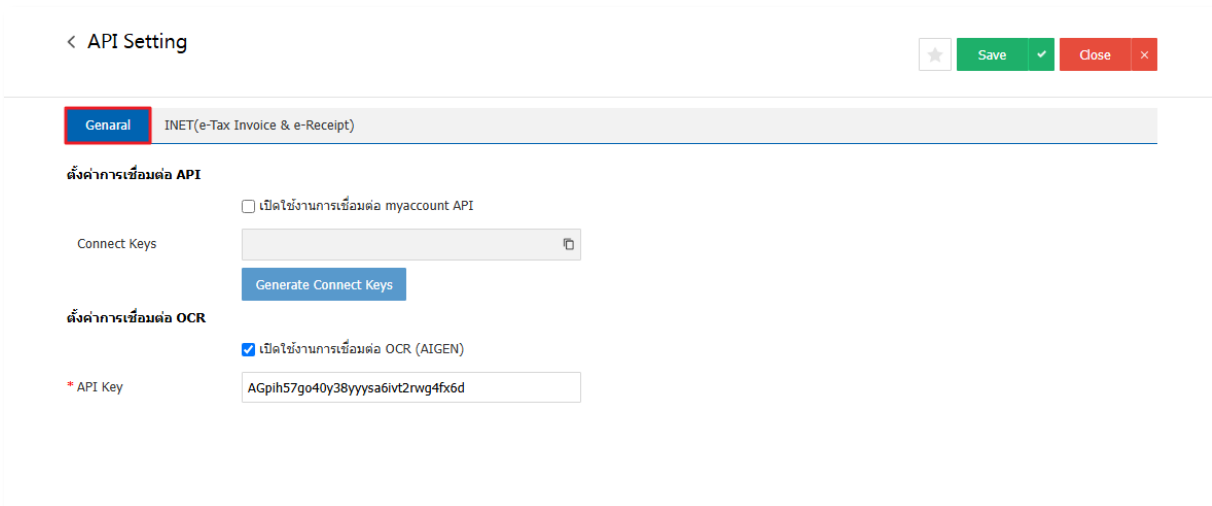 API Setting
Save
Close
Genaral
INET(e-Tax Invoice & e-Receipt)
ตั้งค่าการเชื่อมต่อ API
เปิดใช้งานการเชื่อมต่อ myaccount API
Connect Keys
Generate Connect Keys
ตั้งค่าการเชื่อมต่อ OCR
เปิดใช้งานการเชื่อมต่อ OCR (AIGEN)
* API Key
AGpih57go40y38yyysa6ivt2rwg4fx6d